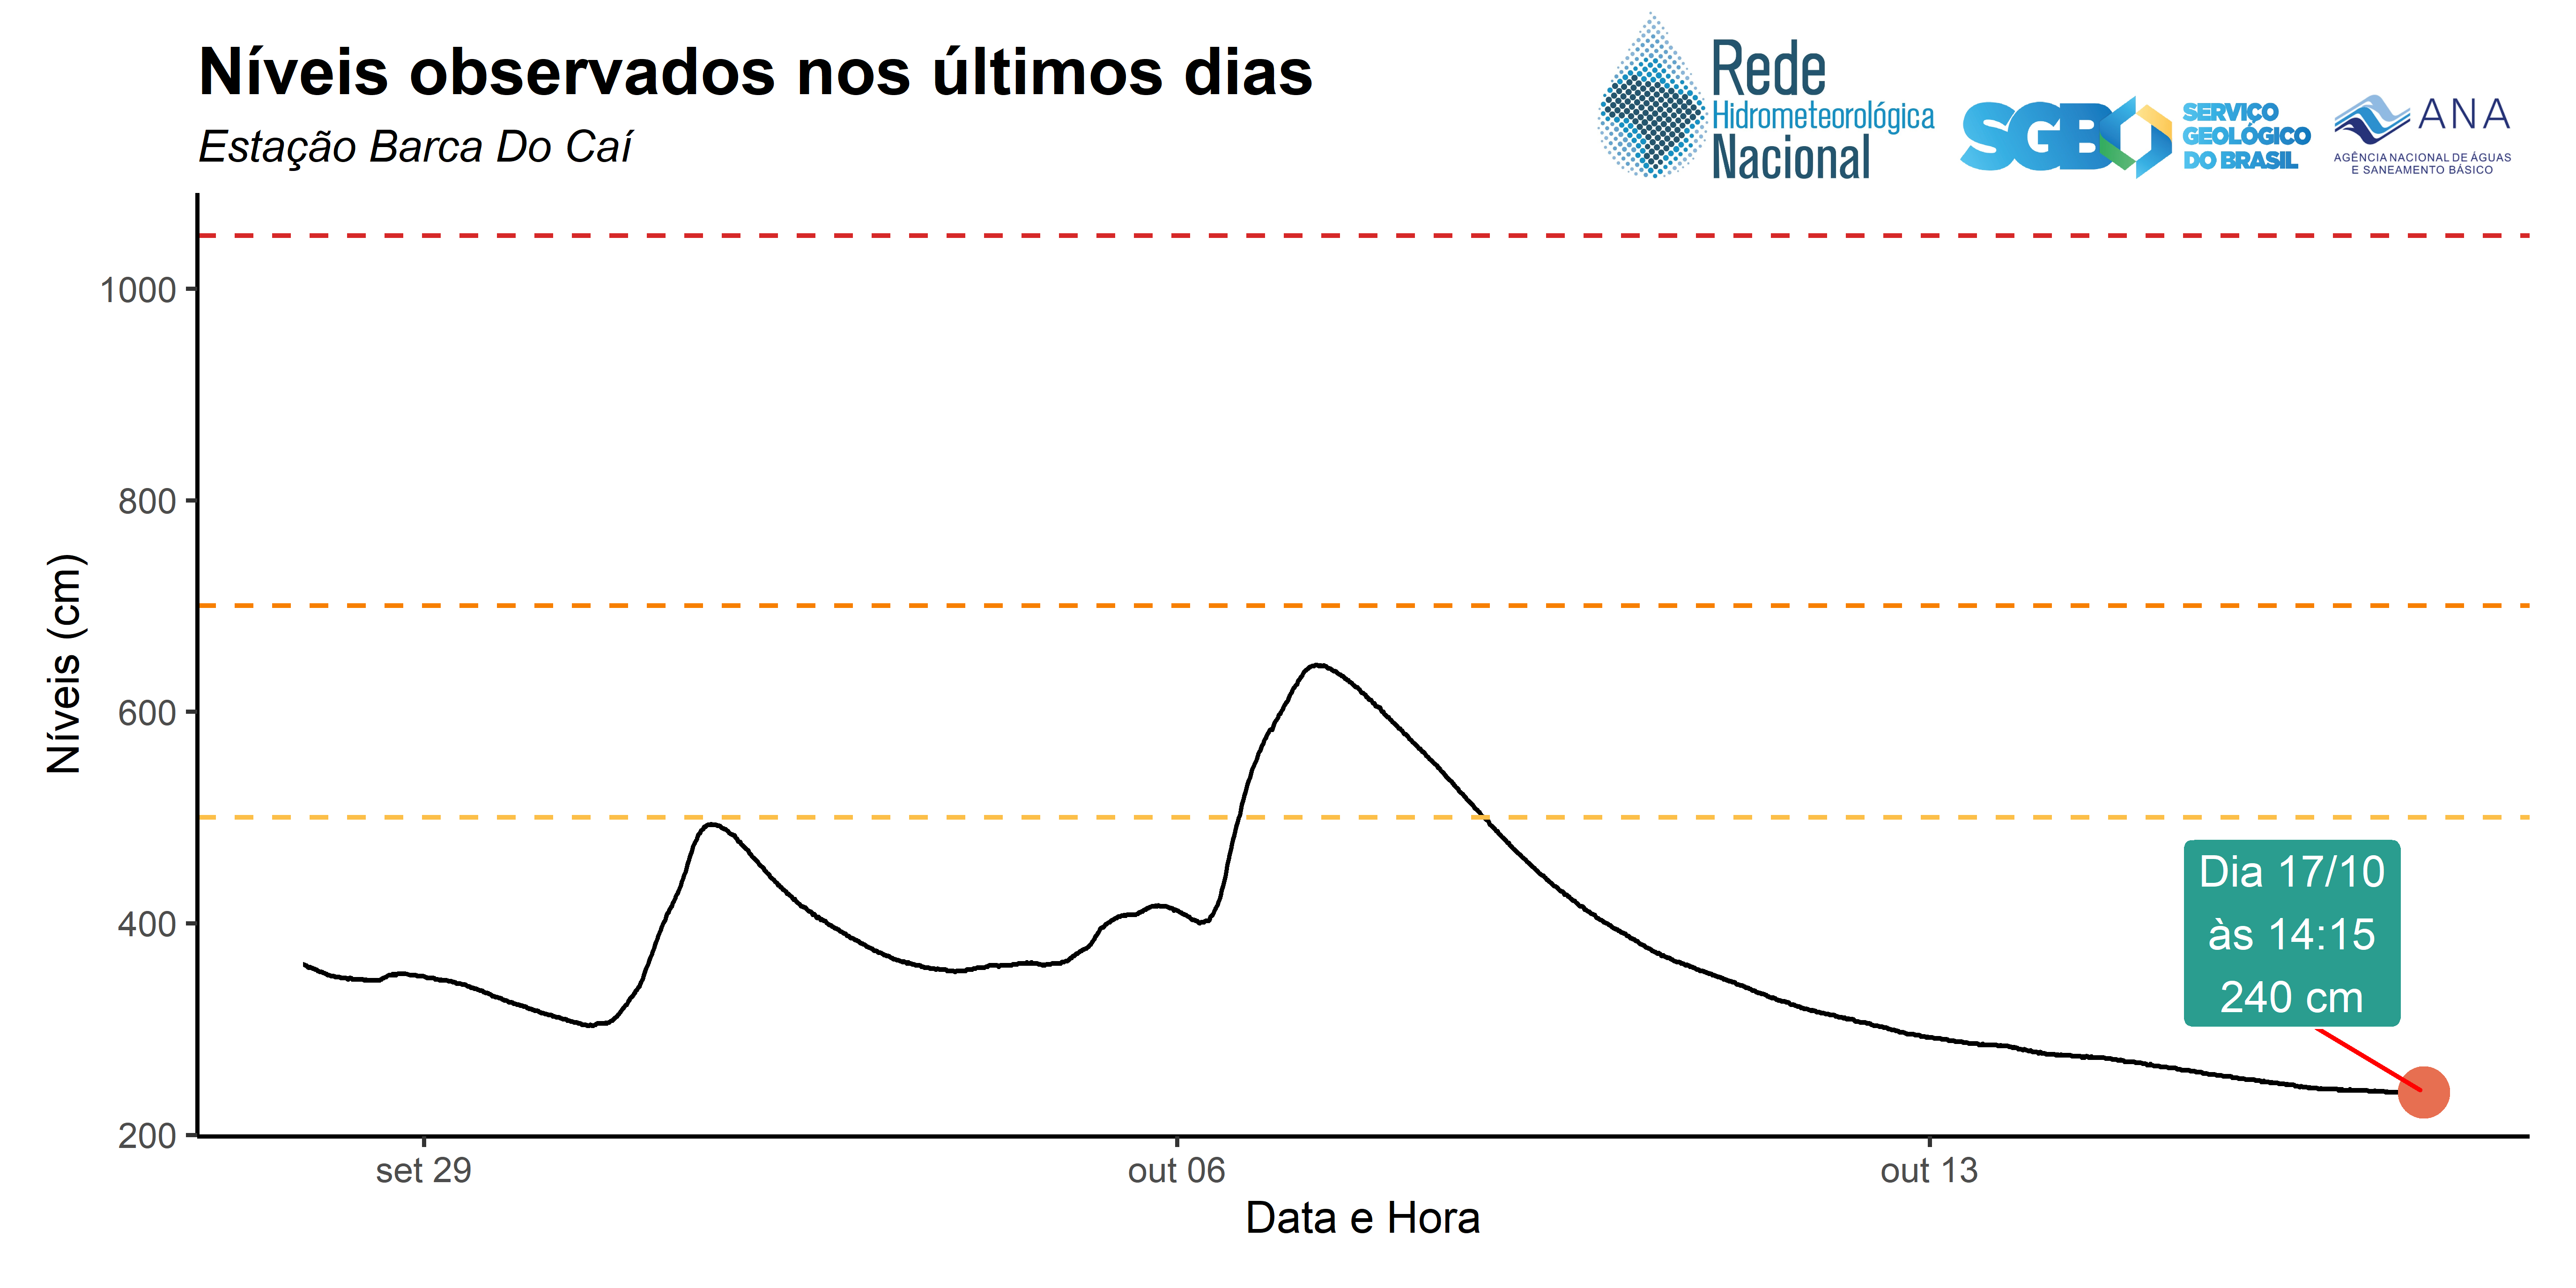 Níveis observados nos últimos dias
Estação Barca Do Caí
Rede
Hidrometeorológica
Nacional
SGB
SERVIÇO
GEOLÓGICO
DO BRASIL
ANA
AGÊNCIA NACIONAL DE ÁGUAS
E SANEAMENTO BÁSICO
Níveis (cm)
1000
800
600
400
200
Dia 17/10
às 14:15
240 cm
set 29
out 06
out 13
Data e Hora